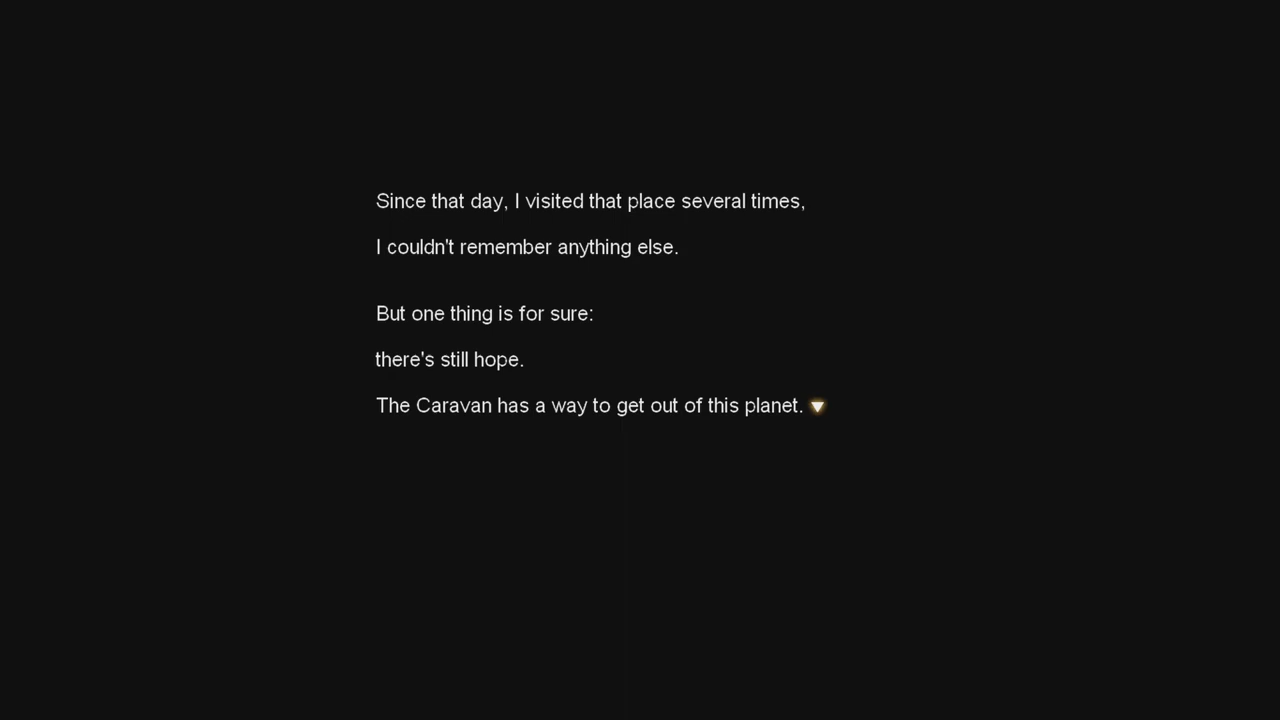 Since that day, I visited that place several times,
I couldn't remember anything else.
But one thing is for sure:
there's still hope.
The Caravan has a way to get out of this planet.